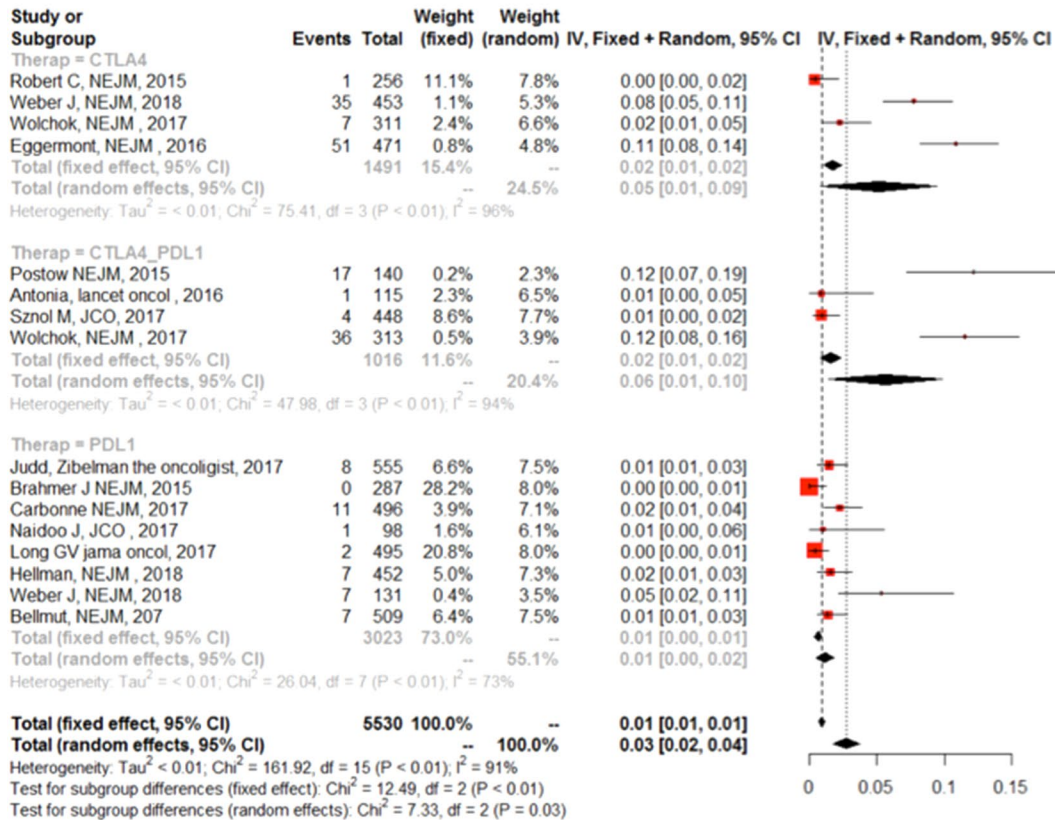 Study or Subgroup Events Total Weight (fixed) Weight (random) IV, Fixed + Random, 95% CI IV, Fixed + Random, 95% CI
Therap = CTLA4
Robert C, NEJM, 2015 1 256 11.1% 7.8% 0.00 [0.00, 0.02]
Weber J, NEJM, 2018 35 453 1.1% 5.3% 0.08 [0.05, 0.11]
Wolchok, NEJM , 2017 7 311 2.4% 6.6% 0.02 [0.01, 0.05]
Eggermont, NEJM , 2016 51 471 0.8% 4.8% 0.11 [0.08, 0.14]
Total (fixed effect, 95% CI) 1491 15.4% -- 0.02 [0.01, 0.02]
Total (random effects, 95% CI) -- 24.5% 0.05 [0.01, 0.09]
Heterogeneity: Tau² = < 0.01; Chi² = 75.41, df = 3 (P < 0.01); I² = 96%
Therap = CTLA4_PDL1
Postow NEJM, 2015 17 140 0.2% 2.3% 0.12 [0.07, 0.19]
Antonia, lancet oncol , 2016 1 115 2.3% 6.5% 0.01 [0.00, 0.05]
Sznol M, JCO, 2017 4 448 8.6% 7.7% 0.01 [0.00, 0.02]
Wolchok, NEJM , 2017 36 313 0.5% 3.9% 0.12 [0.08, 0.16]
Total (fixed effect, 95% CI) 1016 11.6% -- 0.02 [0.01, 0.02]
Total (random effects, 95% CI) -- 20.4% 0.06 [0.01, 0.10]
Heterogeneity: Tau² = < 0.01; Chi² = 47.98, df = 3 (P < 0.01); I² = 94%
Therap = PDL1
Judd, Zibelman the oncoligist, 2017 8 555 6.6% 7.5% 0.01 [0.01, 0.03]
Brahmer J NEJM, 2015 0 287 28.2% 8.0% 0.00 [0.00, 0.01]
Carbonne NEJM, 2017 11 496 3.9% 7.1% 0.02 [0.01, 0.04]
Naidoo J, JCO , 2017 1 98 1.6% 6.1% 0.01 [0.00, 0.06]
Long GV jama oncol, 2017 2 495 20.8% 8.0% 0.00 [0.00, 0.01]
Hellman, NEJM , 2018 7 452 5.0% 7.3% 0.02 [0.01, 0.03]
Weber J, NEJM, 2018 7 131 0.4% 3.5% 0.05 [0.02, 0.11]
Bellmut, NEJM, 207 7 509 6.4% 7.5% 0.01 [0.01, 0.03]
Total (fixed effect, 95% CI) 3023 73.0% -- 0.01 [0.00, 0.01]
Total (random effects, 95% CI) -- 55.1% 0.01 [0.00, 0.02]
Heterogeneity: Tau² = < 0.01; Chi² = 26.04, df = 7 (P < 0.01); I² = 73%
Total (fixed effect, 95% CI) 5530 100.0% -- 0.01 [0.01, 0.01]
Total (random effects, 95% CI) -- 100.0% 0.03 [0.02, 0.04]
Heterogeneity: Tau² < 0.01; Chi² = 161.92, df = 15 (P < 0.01); I² = 91%
Test for subgroup differences (fixed effect): Chi² = 12.49, df = 2 (P < 0.01)
Test for subgroup differences (random effects): Chi² = 7.33, df = 2 (P = 0.03)
0 0.05 0.1 0.15